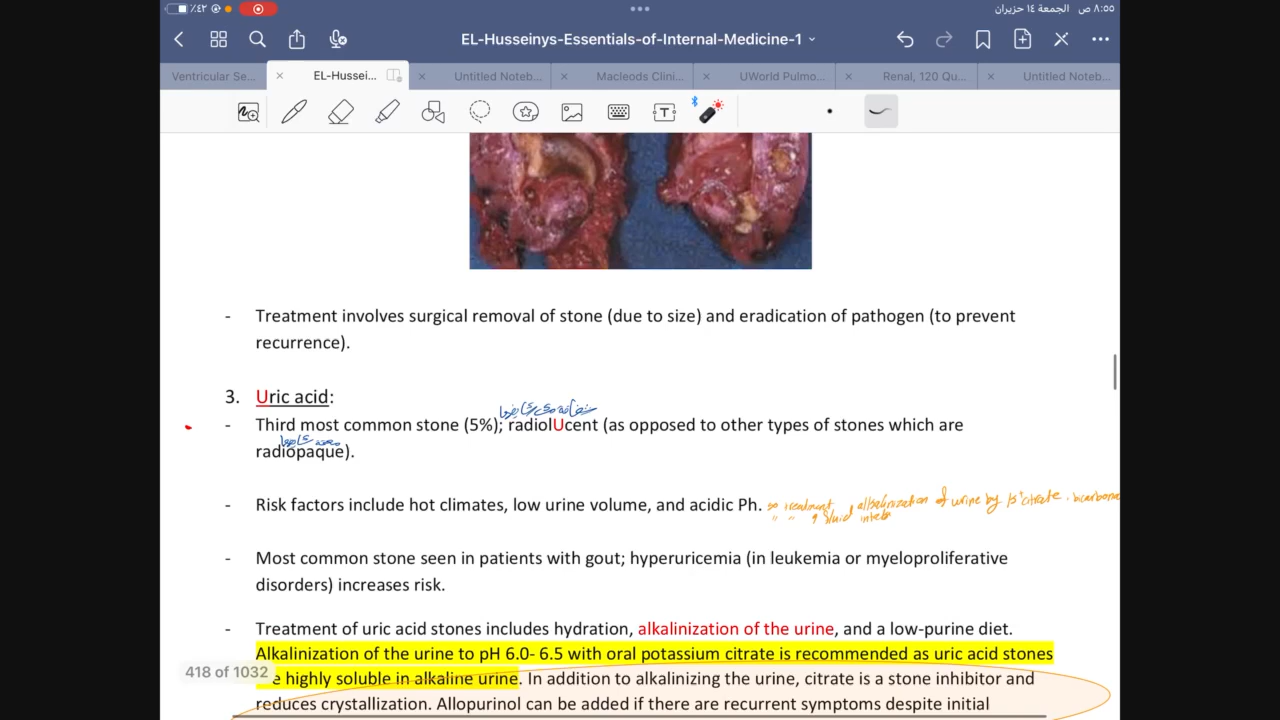 ٪٤٢
٨:٥٥ ص الجمعة ١٤ حزيران
EL-Husseinys-Essentials-of-Internal-Medicine-1
Ventricular Se...
EL-Hussei...
Untitled Noteb...
Macleods Clini...
UWorld Pulmo...
Renal, 120 Qu...
Untitled Noteb...
- Treatment involves surgical removal of stone (due to size) and eradication of pathogen (to prevent
recurrence).
3. Uric acid:
- Third most common stone (5%); radiolUcent (as opposed to other types of stones which are
radiopaque).
- Risk factors include hot climates, low urine volume, and acidic Ph.
treatment alkalinization of urine by citrate
fluid
- Most common stone seen in patients with gout; hyperuricemia (in leukemia or myeloproliferative
disorders) increases risk.
- Treatment of uric acid stones includes hydration, alkalinization of the urine, and a low-purine diet.
Alkalinization of the urine to pH 6.0- 6.5 with oral potassium citrate is recommended as uric acid stones
418 of 1032
e highly soluble in alkaline urine. In addition to alkalinizing the urine, citrate is a stone inhibitor and
reduces crystallization. Allopurinol can be added if there are recurrent symptoms despite initial